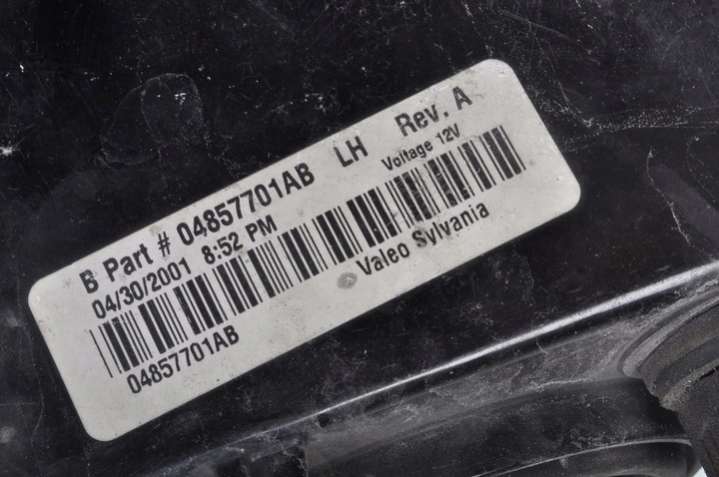 B Part # 04857701AB LH Rev. A
04/30/2001 8:52 PM Voltage 12V
04857701AB Valeo Sylvania